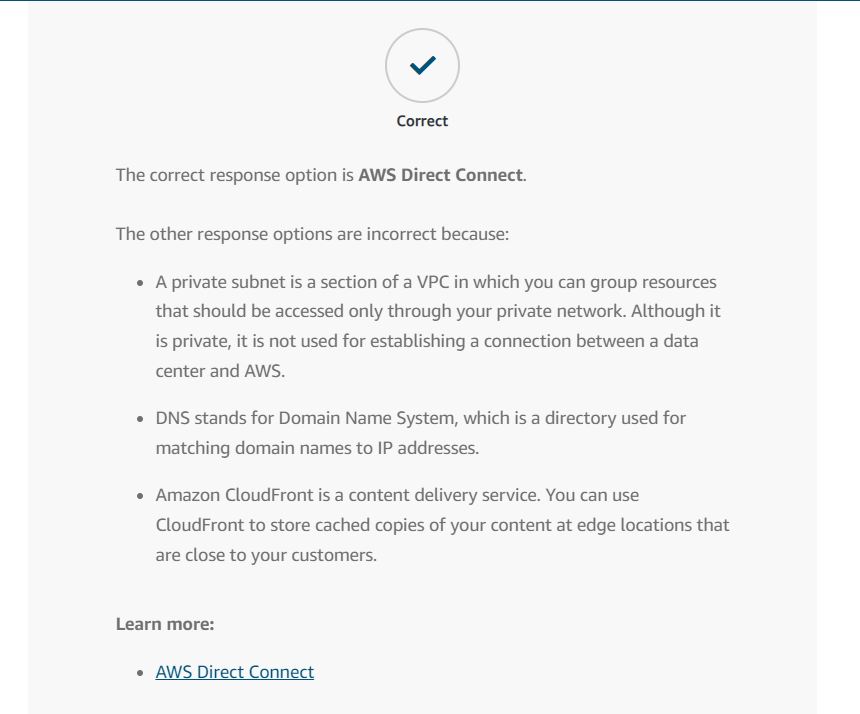 Correct
The correct response option is AWS Direct Connect.
The other response options are incorrect because:
• A private subnet is a section of a VPC in which you can group resources
that should be accessed only through your private network. Although it
is private, it is not used for establishing a connection between a data
center and AWS.
• DNS stands for Domain Name System, which is a directory used for
matching domain names to IP addresses.
• Amazon CloudFront is a content delivery service. You can use
CloudFront to store cached copies of your content at edge locations that
are close to your customers.
Learn more:
• AWS Direct Connect